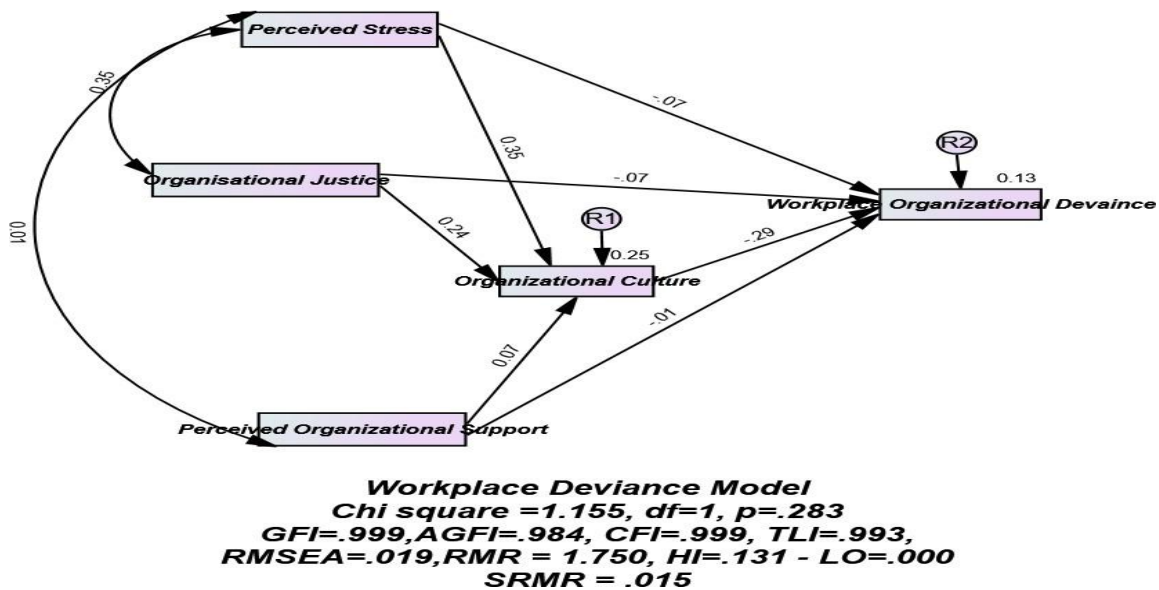 Perceived Stress
0.35
-.07
R2
0.13
Organisational Justice
-.07
0.35
Workplace Organizational Devaince
0.01
0.24
R1
-.29
0.25
Organizational Culture
-.01
0.07
Perceived Organizational Support
Workplace Deviance Model
Chi square =1.155, df=1, p=.283
GFI=.999,AGFI=.984, CFI=.999, TLI=.993,
RMSEA=.019,RMR = 1.750, HI=.131 - LO=.000
SRMR = .015